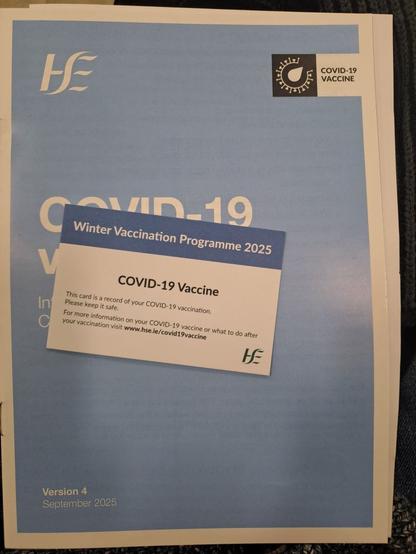 HSE
COVID-19
VACCINE
COVID-19
Winter Vaccination Programme 2025
COVID-19 Vaccine
This card is a record of your COVID-19 vaccination.
Please keep it safe.
For more information on your COVID-19 vaccine or what to do after
your vaccination visit www.hse.ie/covid19vaccine
HSE
Version 4
September 2025